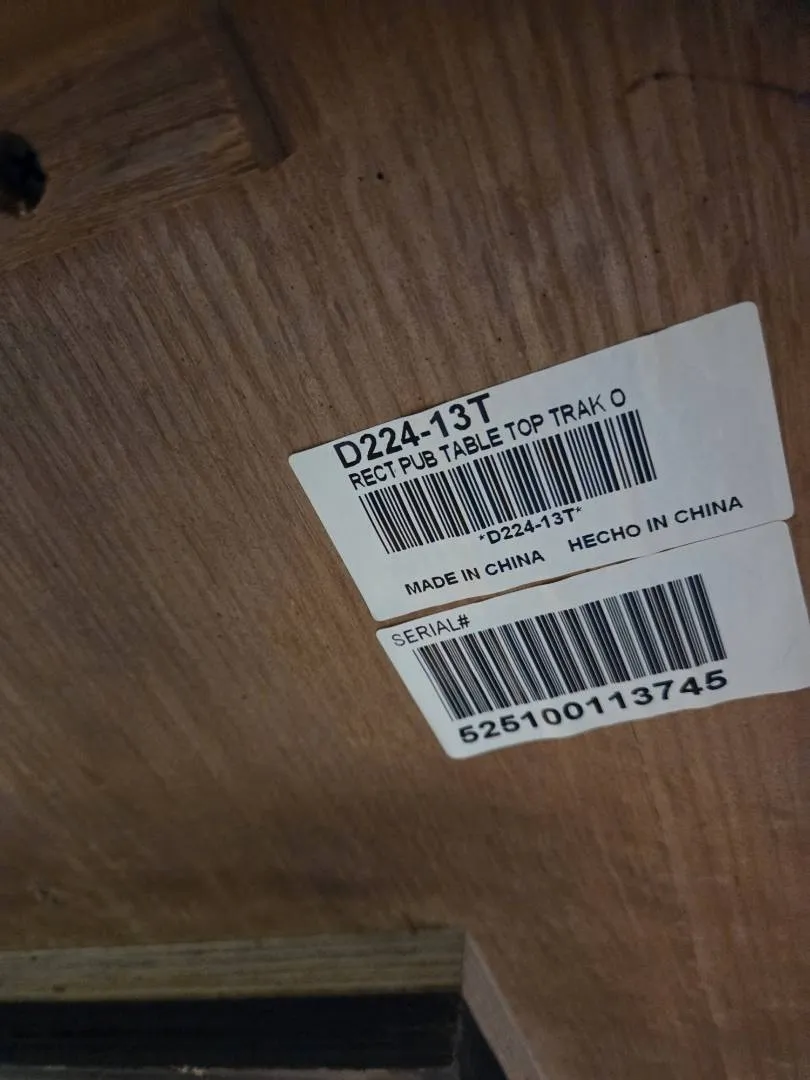 D224-13T
RECT PUB TABLE TOP TRAK O
*D224-13T*
MADE IN CHINA HECHO IN CHINA
SERIAL#
525100113745